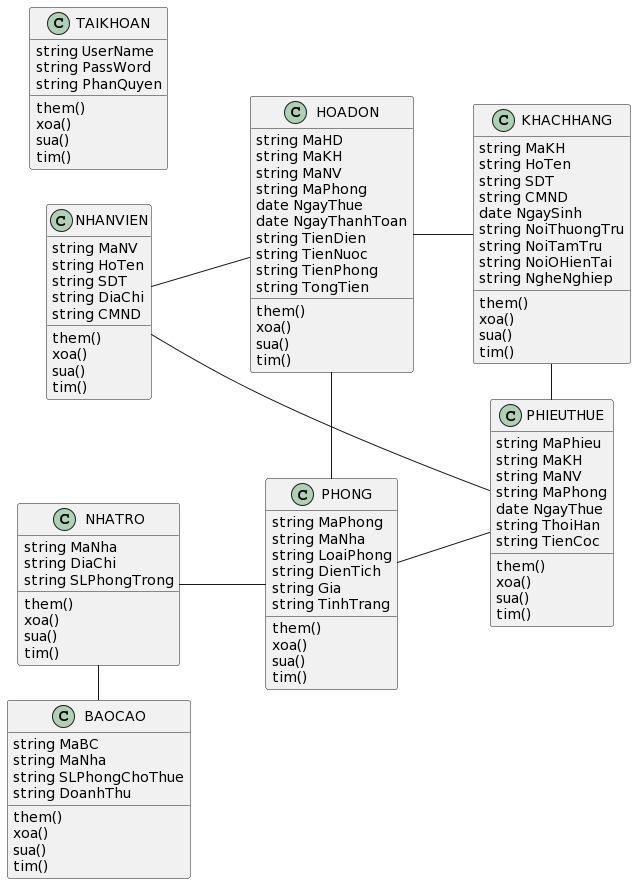 C TAIKHOAN
string UserName
string PassWord
string PhanQuyen
them()
xoa()
sua()
tim()
C HOADON
string MaHD
string MaKH
string MaNV
string MaPhong
date NgayThue
date NgayThanhToan
string TienDien
string TienNuoc
string TienPhong
string TongTien
them()
xoa()
sua()
tim()
C KHACHHANG
string MaKH
string HoTen
string SDT
string CMND
date NgaySinh
string NoiThuongTru
string NoiTamTru
string NoiOHienTai
string NgheNghiep
them()
xoa()
sua()
tim()
C NHANVIEN
string MaNV
string HoTen
string SDT
string DiaChi
string CMND
them()
xoa()
sua()
tim()
C PHIEUTHUE
string MaPhieu
string MaKH
string MaNV
string MaPhong
date NgayThue
string ThoiHan
string TienCoc
them()
xoa()
sua()
tim()
C PHONG
string MaPhong
string MaNha
string LoaiPhong
string DienTich
string Gia
string TinhTrang
them()
xoa()
sua()
tim()
C NHATRO
string MaNha
string DiaChi
string SLPhongTrong
them()
xoa()
sua()
tim()
C BAOCAO
string MaBC
string MaNha
string SLPhongChoThue
string DoanhThu
them()
xoa()
sua()
tim()